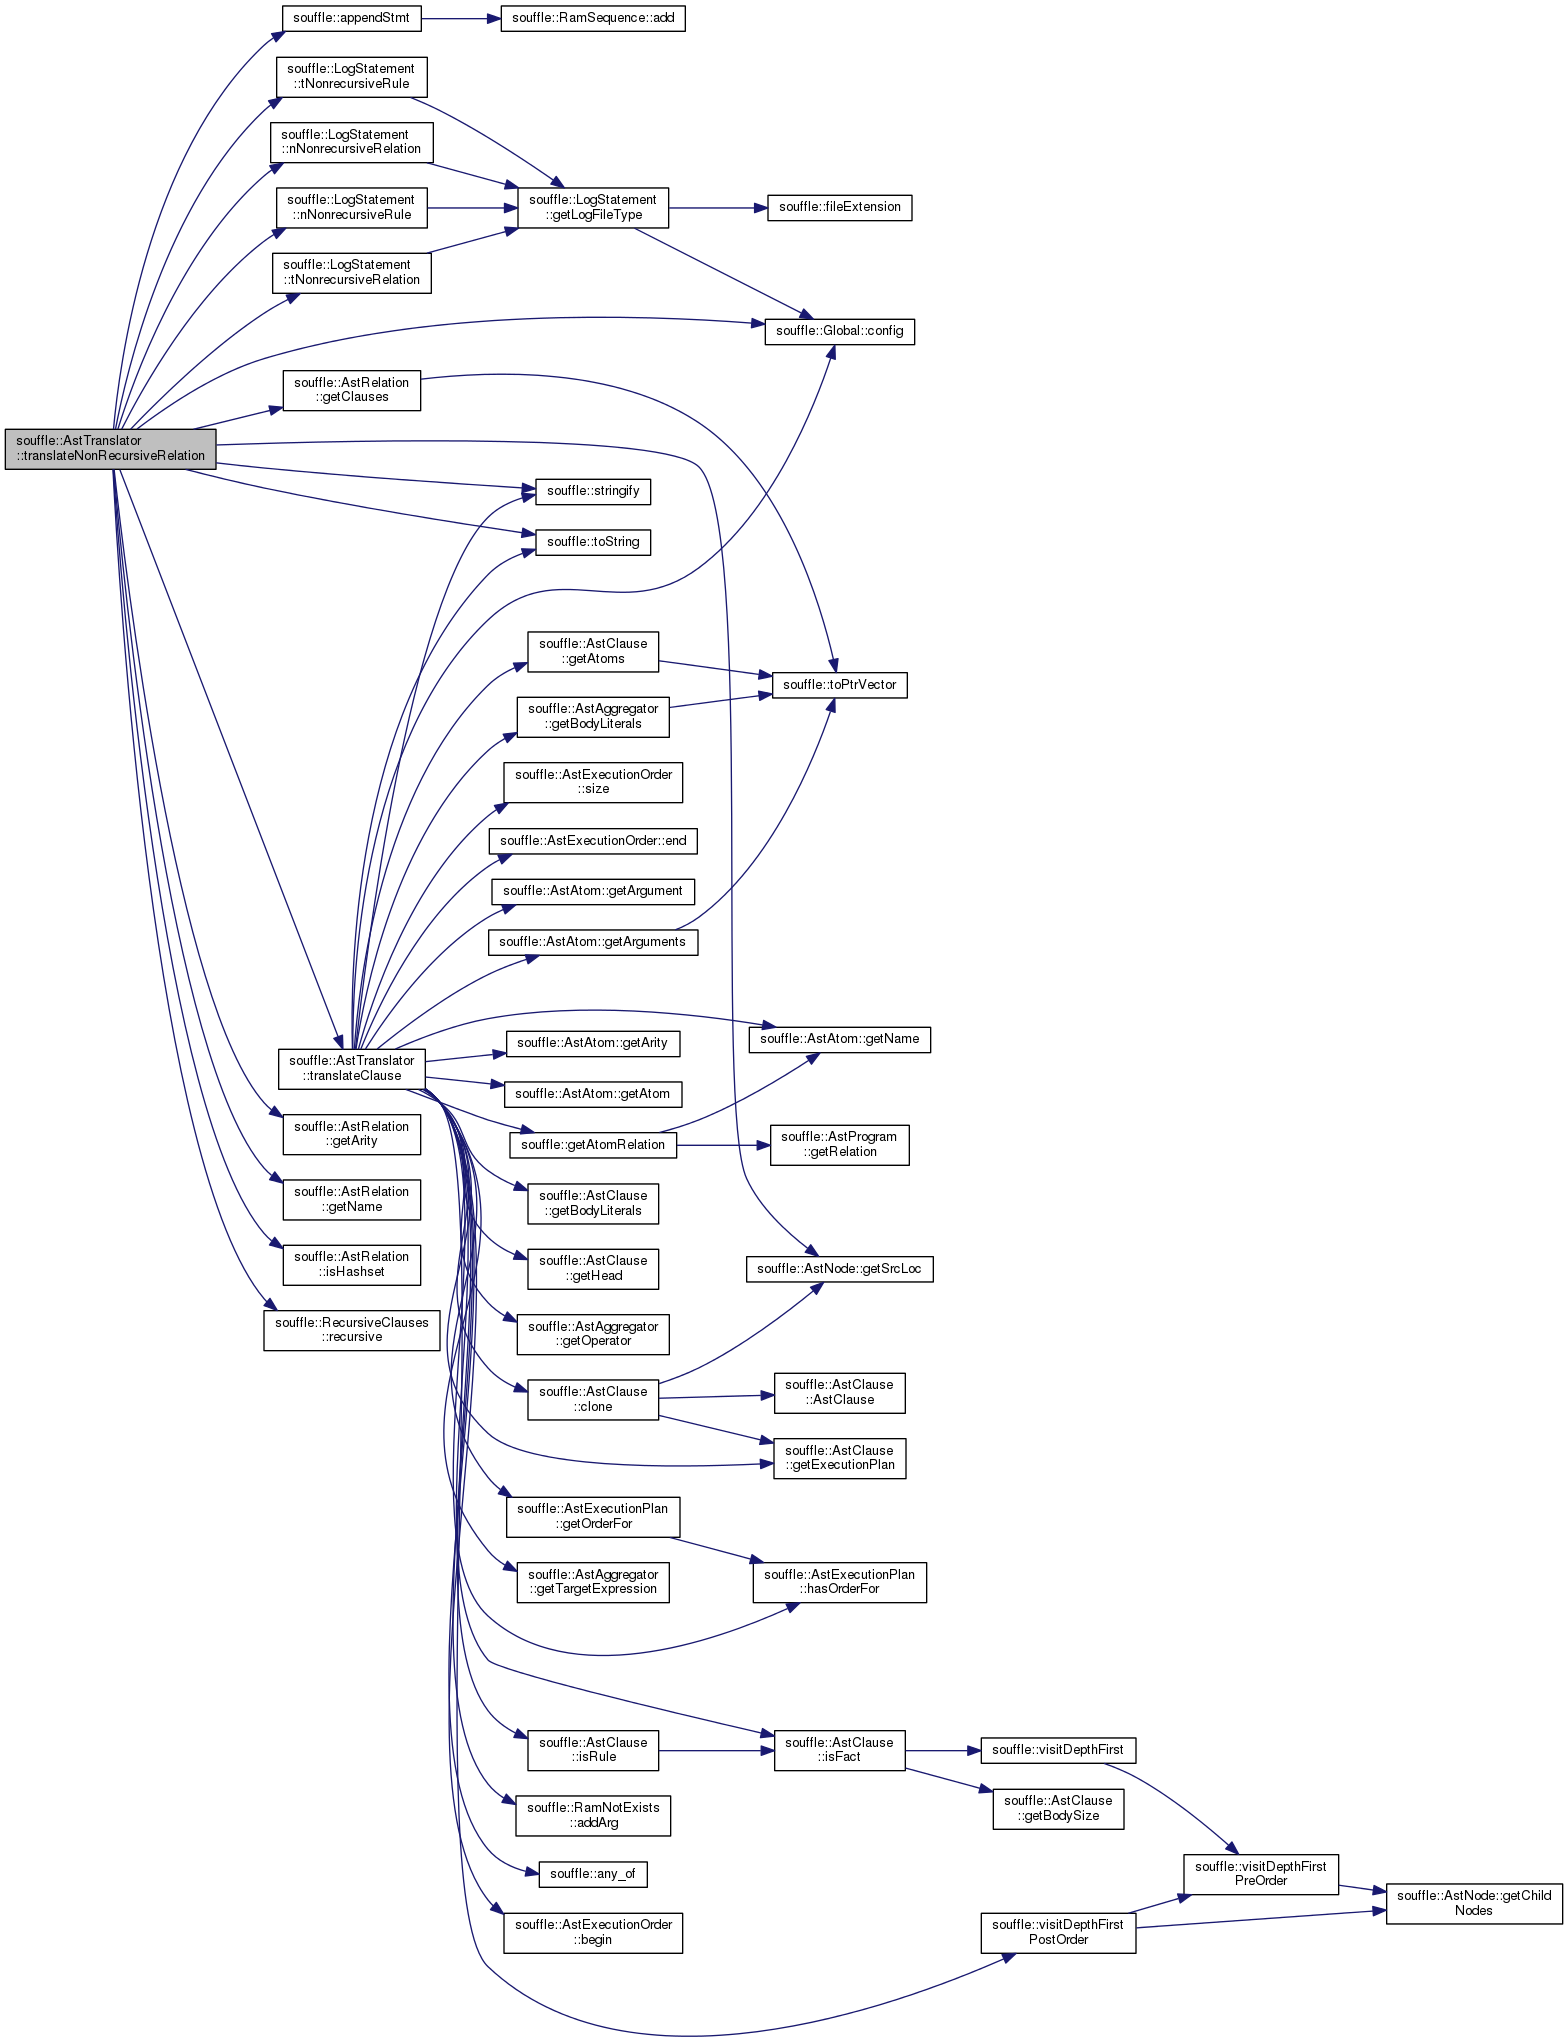 souffle::appendStmt
souffle::RamSequence::add
souffle::LogStatement
::tNonrecursiveRule
souffle::LogStatement
::nNonrecursiveRelation
souffle::LogStatement
::nNonrecursiveRule
souffle::LogStatement
::getLogFileType
souffle::fileExtension
souffle::LogStatement
::tNonrecursiveRelation
souffle::Global::config
souffle::AstRelation
::getClauses
souffle::AstTranslator
::translateNonRecursiveRelation
souffle::stringify
souffle::toString
souffle::AstClause
::getAtoms
souffle::toPtrVector
souffle::AstAggregator
::getBodyLiterals
souffle::AstExecutionOrder
::size
souffle::AstExecutionOrder::end
souffle::AstAtom::getArgument
souffle::AstAtom::getArguments
souffle::AstAtom::getName
souffle::AstAtom::getArity
souffle::AstTranslator
::translateClause
souffle::AstAtom::getAtom
souffle::AstRelation
::getArity
souffle::getAtomRelation
souffle::AstProgram
::getRelation
souffle::AstRelation
::getName
souffle::AstClause
::getBodyLiterals
souffle::AstRelation
::isHashset
souffle::AstClause
::getHead
souffle::AstNode::getSrcLoc
souffle::RecursiveClauses
::recursive
souffle::AstAggregator
::getOperator
souffle::AstClause
::clone
souffle::AstClause
::AstClause
souffle::AstClause
::getExecutionPlan
souffle::AstExecutionPlan
::getOrderFor
souffle::AstAggregator
::getTargetExpression
souffle::AstExecutionPlan
::hasOrderFor
souffle::AstClause
::isRule
souffle::AstClause
::isFact
souffle::visitDepthFirst
souffle::RamNotExists
::addArg
souffle::AstClause
::getBodySize
souffle::any_of
souffle::visitDepthFirst
PreOrder
souffle::AstNode::getChild
Nodes
souffle::AstExecutionOrder
::begin
souffle::visitDepthFirst
PostOrder